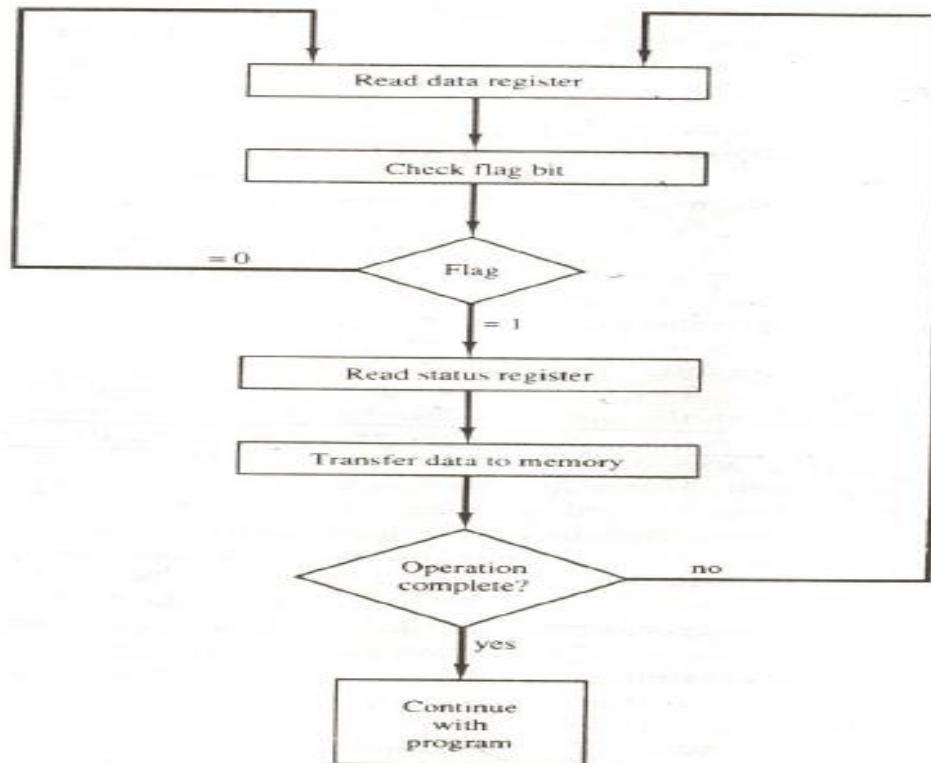 Read data register
Check flag bit
= 0
Flag
= 1
Read status register
Transfer data to memory
Operation
complete?
no
yes
Continue
with
program